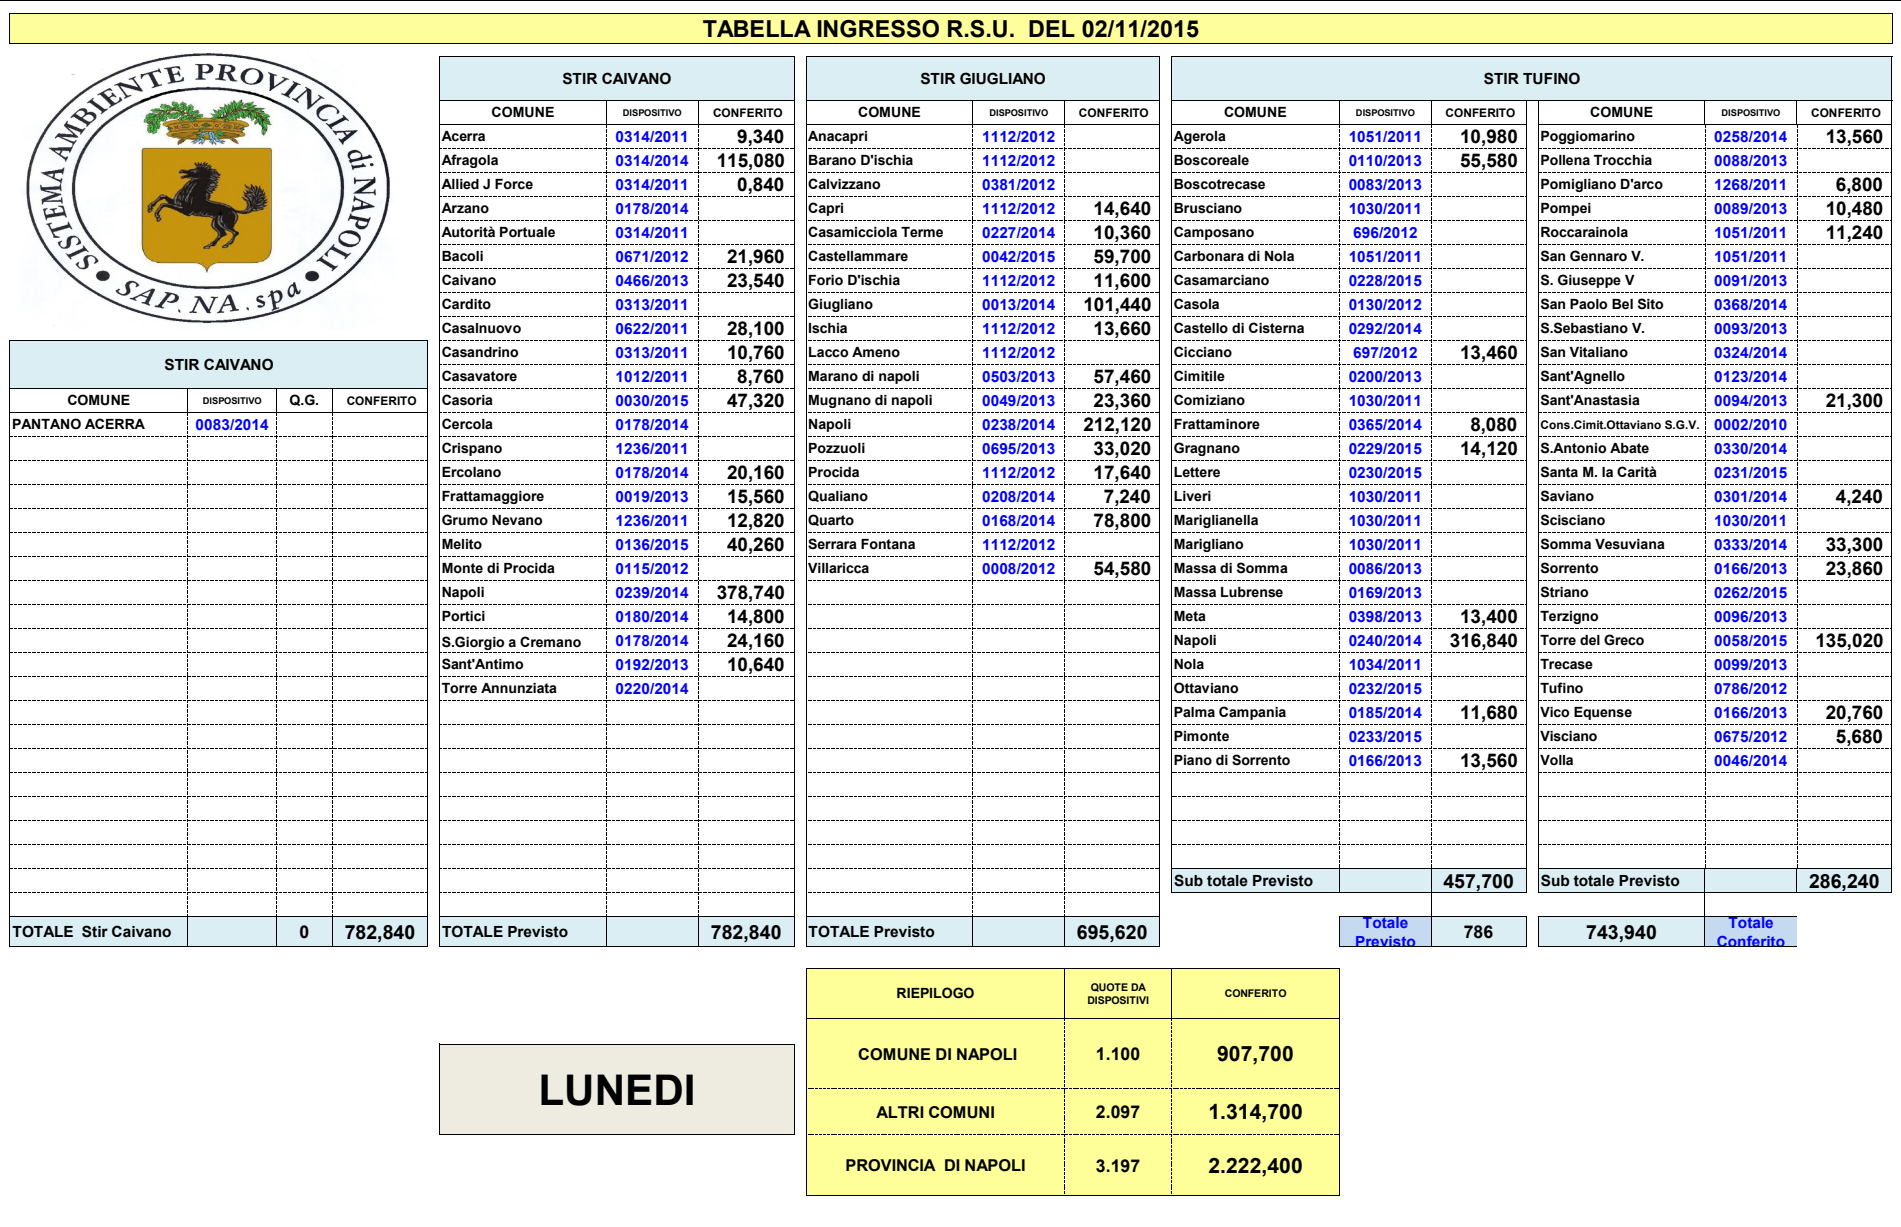 TABELLA INGRESSO R.S.U. DEL 02/11/2015
SISTEMA AMBIENTE PROVINCIA di NAPOLI
SAP.NA.spa
STIR CAIVANO
COMUNE DISPOSITIVO Q.G. CONFERITO
PANTANO ACERRA 0083/2014
TOTALE Stir Caivano 0 782,840
STIR CAIVANO
COMUNE DISPOSITIVO CONFERITO
Acerra 0314/2011 9,340
Afragola 0314/2014 115,080
Allied J Force 0314/2011 0,840
Arzano 0178/2014
Autorità Portuale 0314/2011
Bacoli 0671/2012 21,960
Caivano 0466/2013 23,540
Cardito 0313/2011
Casalnuovo 0622/2011 28,100
Casandrino 0313/2011 10,760
Casavatore 1012/2011 8,760
Casoria 0030/2015 47,320
Cercola 0178/2014
Crispano 1236/2011
Ercolano 0178/2014 20,160
Frattamaggiore 0019/2013 15,560
Grumo Nevano 1236/2011 12,820
Melito 0136/2015 40,260
Monte di Procida 0115/2012
Napoli 0239/2014 378,740
Portici 0180/2014 14,800
S.Giorgio a Cremano 0178/2014 24,160
Sant'Antimo 0192/2013 10,640
Torre Annunziata 0220/2014
TOTALE Previsto 782,840
STIR GIUGLIANO
COMUNE DISPOSITIVO CONFERITO
Anacapri 1112/2012
Barano D'ischia 1112/2012
Calvizzano 0381/2012
Capri 1112/2012 14,640
Casamicciola Terme 0227/2014 10,360
Castellammare 0042/2015 59,700
Forio D'ischia 1112/2012 11,600
Giugliano 0013/2014 101,440
Ischia 1112/2012 13,660
Lacco Ameno 1112/2012
Marano di napoli 0503/2013 57,460
Mugnano di napoli 0049/2013 23,360
Napoli 0238/2014 212,120
Pozzuoli 0695/2013 33,020
Procida 1112/2012 17,640
Qualiano 0208/2014 7,240
Quarto 0168/2014 78,800
Serrara Fontana 1112/2012
Villaricca 0008/2012 54,580
TOTALE Previsto 695,620
STIR TUFINO
COMUNE DISPOSITIVO CONFERITO
Agerola 1051/2011 10,980
Boscoreale 0110/2013 55,580
Boscotrecase 0083/2013
Brusciano 1030/2011
Camposano 696/2012
Carbonara di Nola 1051/2011
Casamarciano 0228/2015
Casola 0130/2012
Castello di Cisterna 0292/2014
Cicciano 697/2012 13,460
Cimitile 0200/2013
Comiziano 1030/2011
Frattaminore 0365/2014 8,080
Gragnano 0229/2015 14,120
Lettere 0230/2015
Liveri 1030/2011
Mariglianella 1030/2011
Marigliano 1030/2011
Massa di Somma 0086/2013
Massa Lubrense 0169/2013
Meta 0398/2013 13,400
Napoli 0240/2014 316,840
Nola 1034/2011
Ottaviano 0232/2015
Palma Campania 0185/2014 11,680
Pimonte 0233/2015
Piano di Sorrento 0166/2013 13,560
Sub totale Previsto 457,700
COMUNE DISPOSITIVO CONFERITO
Poggiomarino 0258/2014 13,560
Pollena Trocchia 0088/2013
Pomigliano D'arco 1268/2011 6,800
Pompei 0089/2013 10,480
Roccarainola 1051/2011 11,240
San Gennaro V. 1051/2011
S. Giuseppe V 0091/2013
San Paolo Bel Sito 0368/2014
S.Sebastiano V. 0093/2013
San Vitaliano 0324/2014
Sant'Agnello 0123/2014
Sant'Anastasia 0094/2013 21,300
Cons.Cimit.Ottaviano S.G.V. 0002/2010
S.Antonio Abate 0330/2014
Santa M. la Carità 0231/2015
Saviano 0301/2014 4,240
Scisciano 1030/2011
Somma Vesuviana 0333/2014 33,300
Sorrento 0166/2013 23,860
Striano 0262/2015
Terzigno 0096/2013
Torre del Greco 0058/2015 135,020
Trecase 0099/2013
Tufino 0786/2012
Vico Equense 0166/2013 20,760
Visciano 0675/2012 5,680
Volla 0046/2014
Sub totale Previsto 286,240
Totale
Previsto
786
743,940
Totale
Conferito
LUNEDI
RIEPILOGO QUOTE DA
DISPOSITIVI CONFERITO
COMUNE DI NAPOLI 1.100 907,700
ALTRI COMUNI 2.097 1.314,700
PROVINCIA DI NAPOLI 3.197 2.222,400